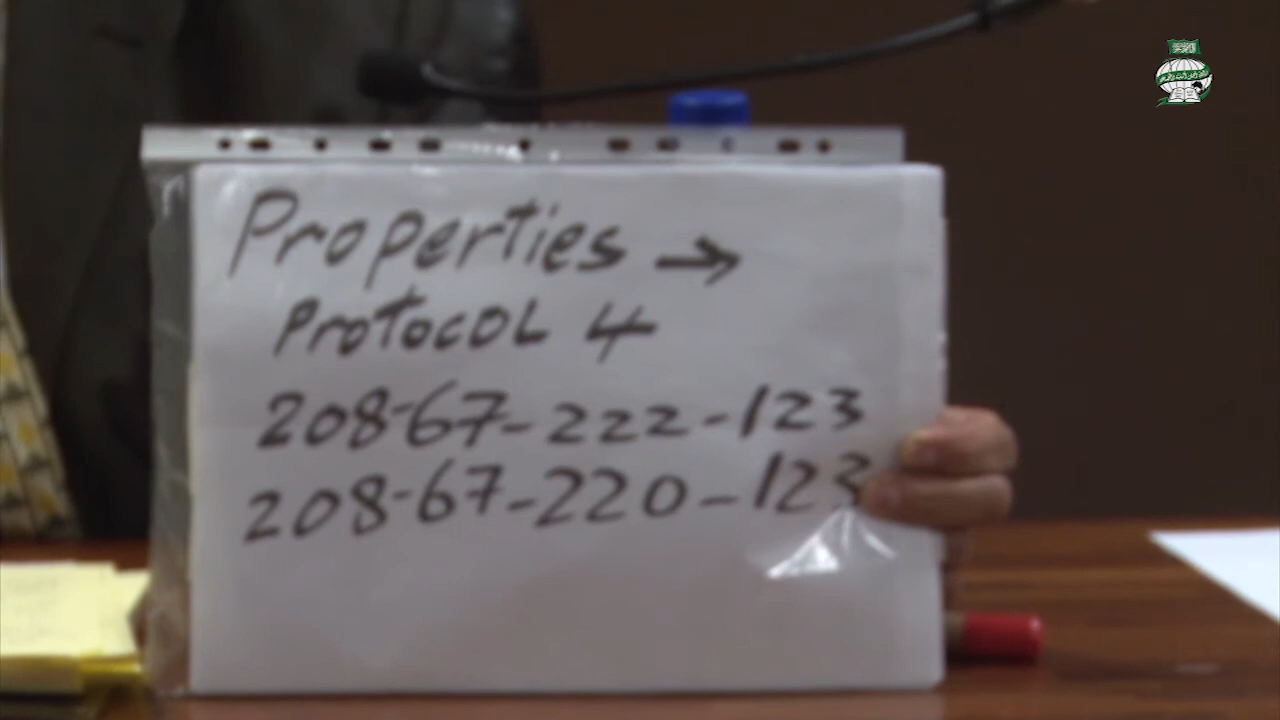 Properties →
Protocol 4
208-67-222-123
208-67-220-123